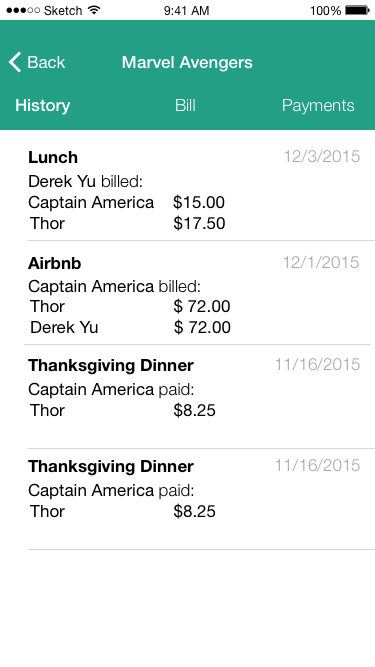 Sketch 9:41 AM 100%
Back Marvel Avengers
History Bill Payments
Lunch 12/3/2015
Derek Yu billed:
Captain America $15.00
Thor $17.50
Airbnb 12/1/2015
Captain America billed:
Thor $ 72.00
Derek Yu $ 72.00
Thanksgiving Dinner 11/16/2015
Captain America paid:
Thor $8.25
Thanksgiving Dinner 11/16/2015
Captain America paid:
Thor $8.25